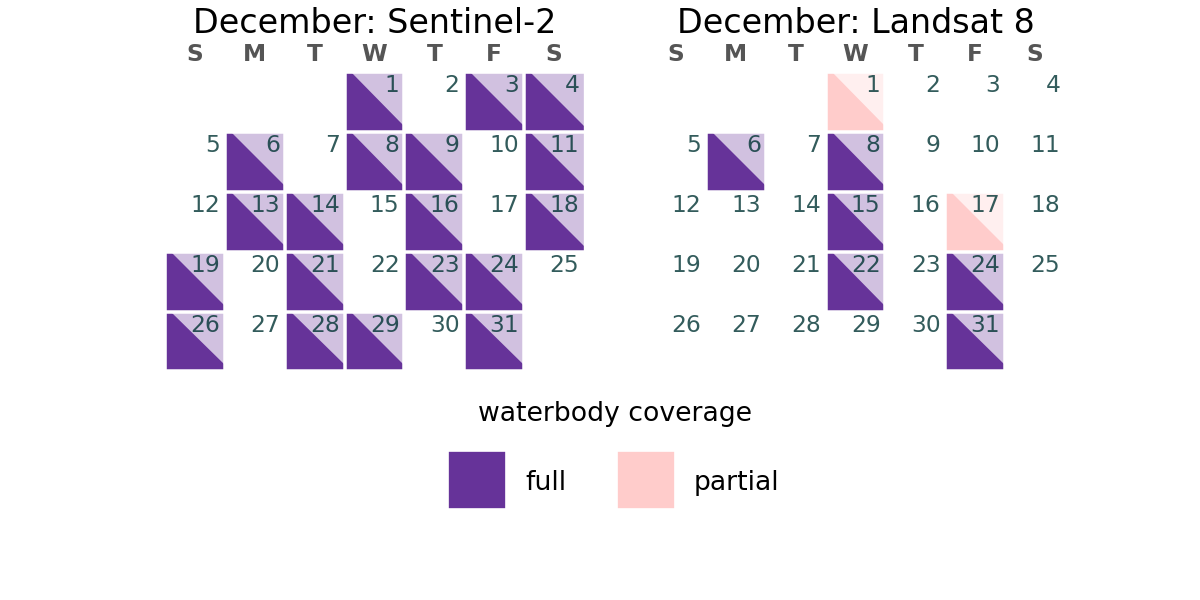 December: Sentinel-2
S M T W T F S
1 2 3 4
5 6 7 8 9 10 11
12 13 14 15 16 17 18
19 20 21 22 23 24 25
26 27 28 29 30 31
December: Landsat 8
S M T W T F S
1 2 3 4
5 6 7 8 9 10 11
12 13 14 15 16 17 18
19 20 21 22 23 24 25
26 27 28 29 30 31
waterbody coverage
full partial